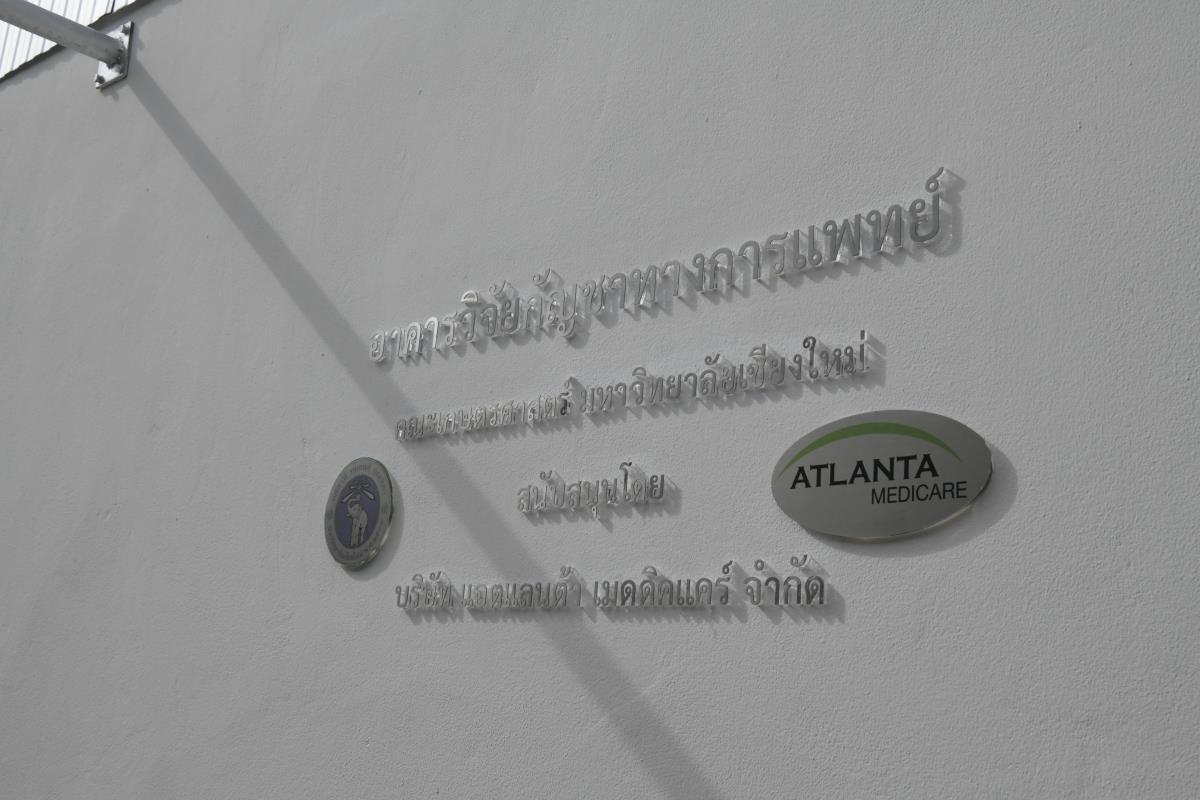 อาคารวิจัยกัญชาทางการแพทย์
คณะเกษตรศาสตร์ มหาวิทยาลัยเชียงใหม่
สนับสนุนโดย
ATLANTA
MEDICARE
บริษัท แอตแลนต้า เมดดิคแคร์ จำกัด